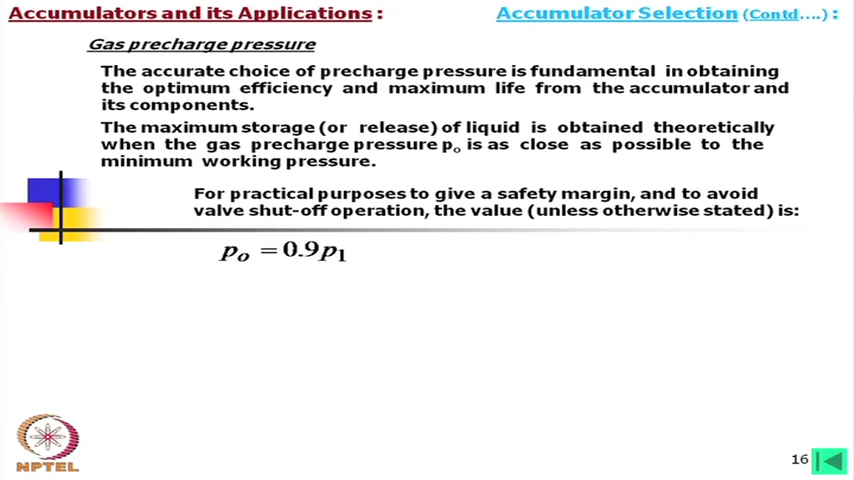 Accumulators and its Applications : Accumulator Selection (Contd....) :
Gas precharge pressure
The accurate choice of precharge pressure is fundamental in obtaining
the optimum efficiency and maximum life from the accumulator and
its components.
The maximum storage (or release) of liquid is obtained theoretically
when the gas precharge pressure pₒ is as close as possible to the
minimum working pressure.
For practical purposes to give a safety margin, and to avoid
valve shut-off operation, the value (unless otherwise stated) is:
pₒ = 0.9p₁
NPTEL
16